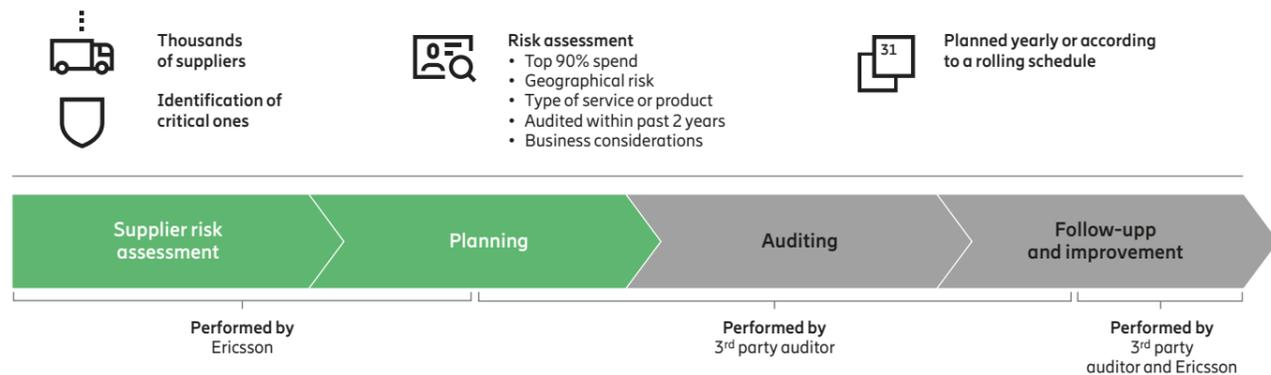 Thousands
of suppliers
Identification of
critical ones
Risk assessment
• Top 90% spend
• Geographical risk
• Type of service or product
• Audited within past 2 years
• Business considerations
31
Planned yearly or according
to a rolling schedule
Supplier risk
assessment
Planning
Auditing
Follow-upp
and improvement
Performed by
Ericsson
Performed by
3rd party auditor
Performed by
3rd party
auditor and Ericsson